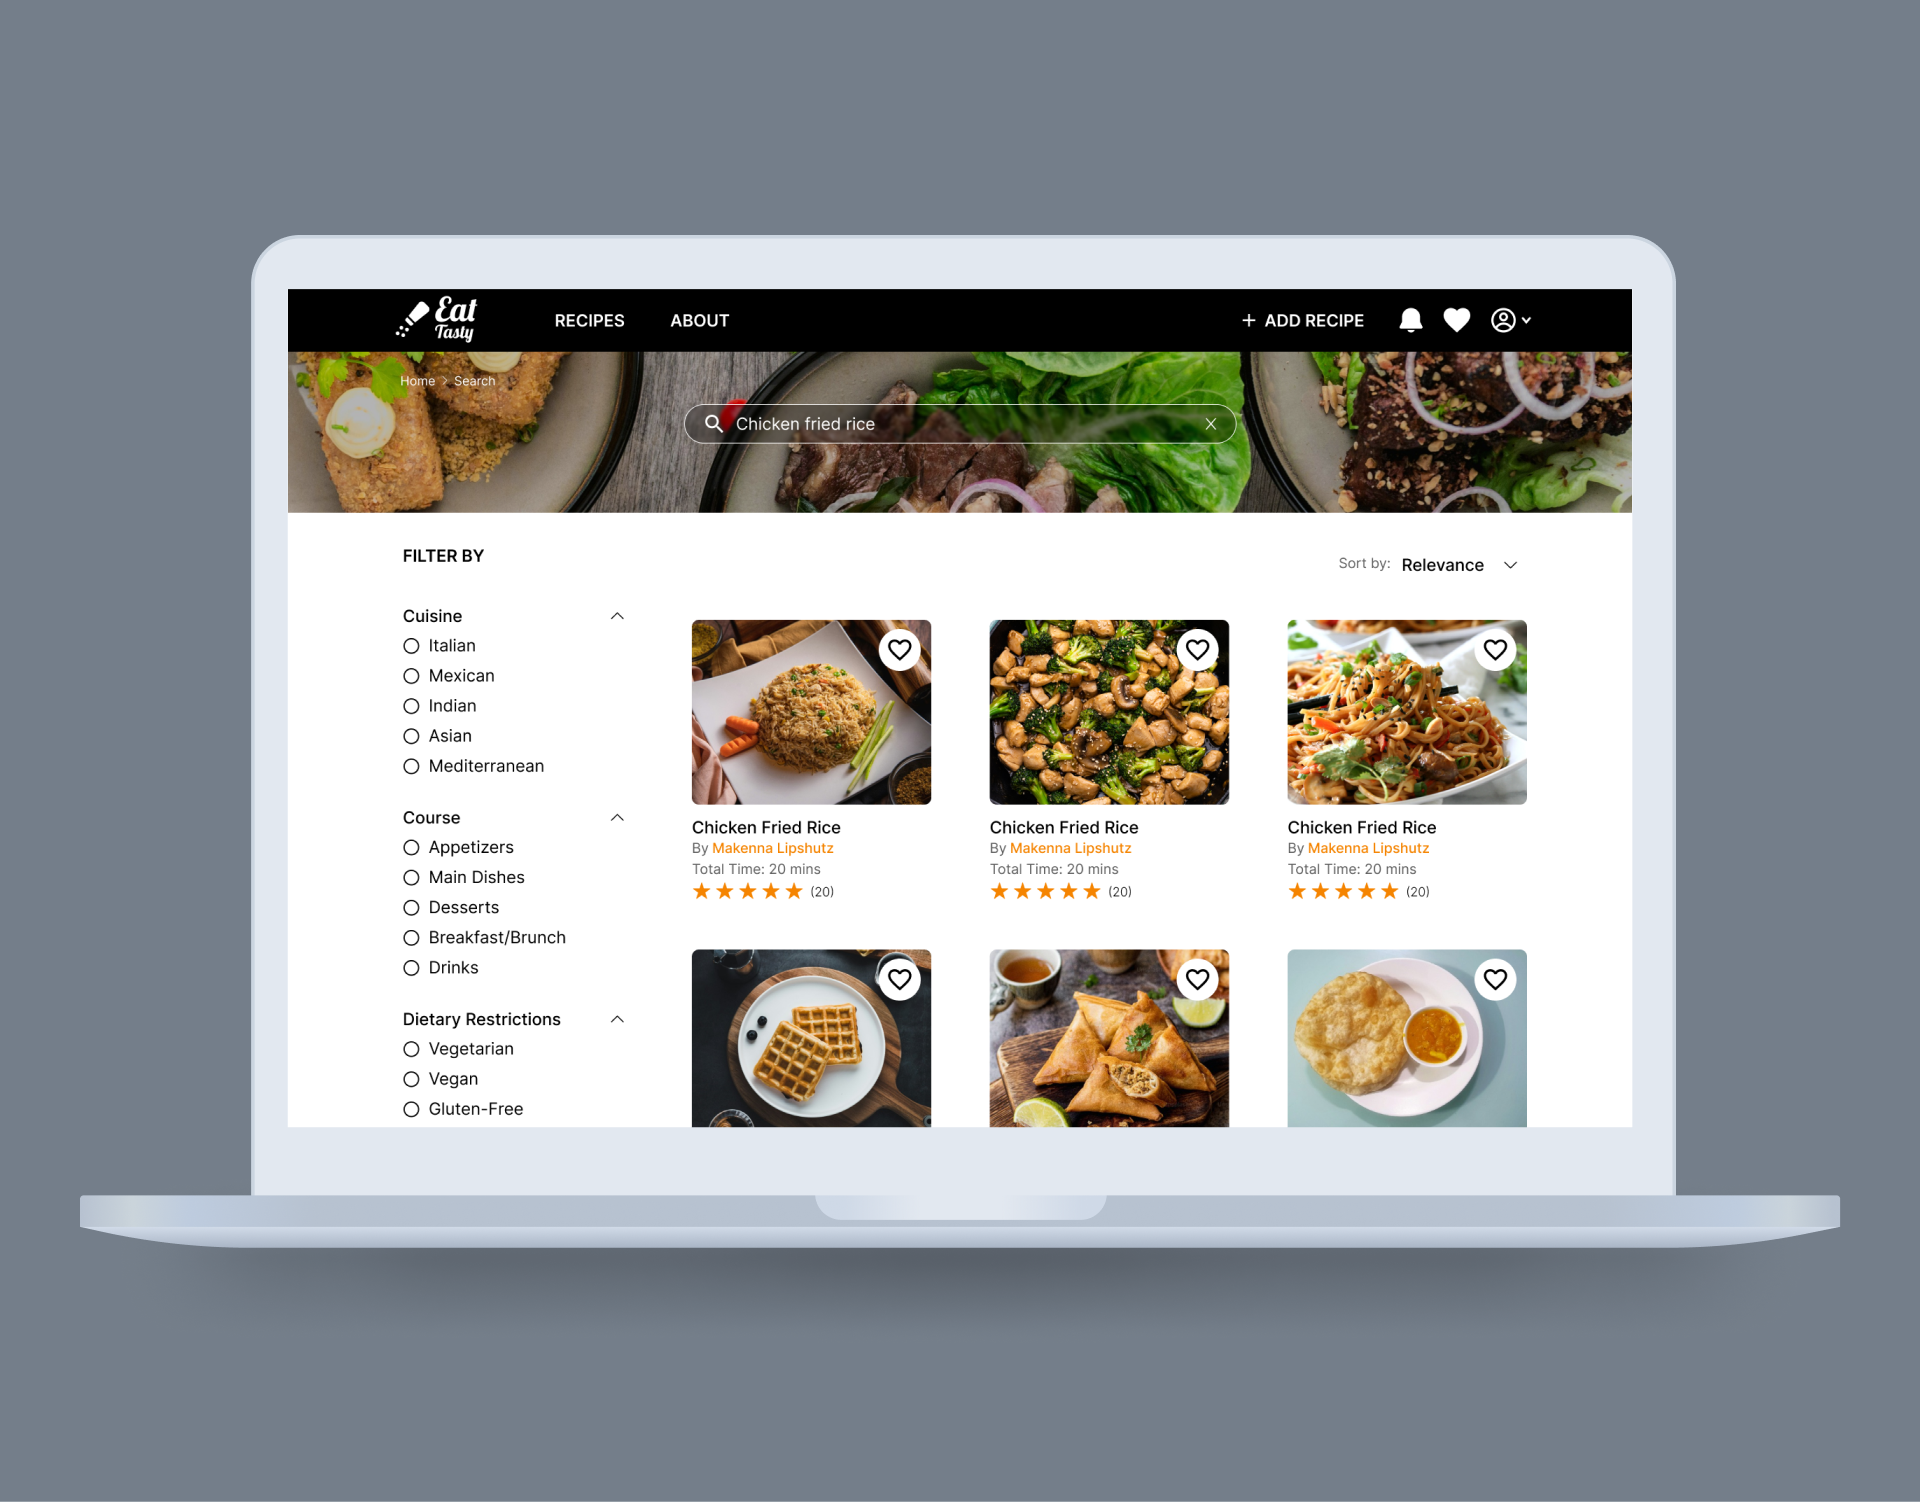 Eat
Tasty
RECIPES
ABOUT
+ ADD RECIPE
Home > Search
Chicken fried rice
FILTER BY
Sort by: Relevance
Cuisine
Italian
Mexican
Indian
Asian
Mediterranean
Course
Appetizers
Main Dishes
Desserts
Breakfast/Brunch
Drinks
Dietary Restrictions
Vegetarian
Vegan
Gluten-Free
Chicken Fried Rice
By Makenna Lipshutz
Total Time: 20 mins
(20)
Chicken Fried Rice
By Makenna Lipshutz
Total Time: 20 mins
(20)
Chicken Fried Rice
By Makenna Lipshutz
Total Time: 20 mins
(20)